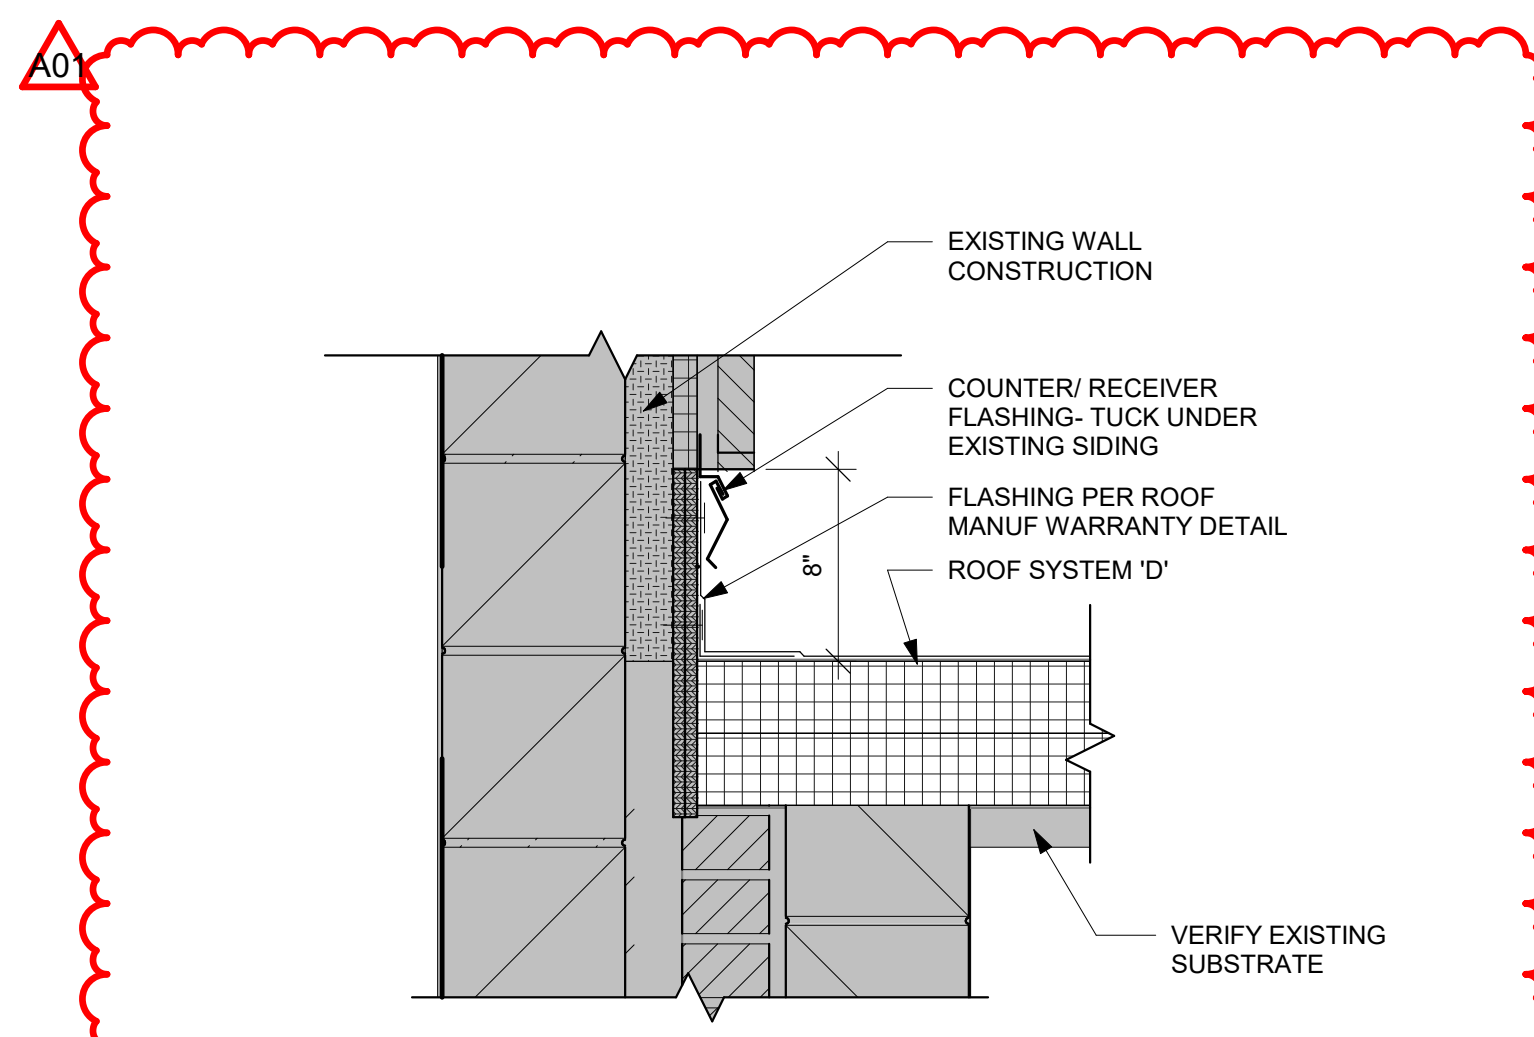 A01
EXISTING WALL
CONSTRUCTION
COUNTER/ RECEIVER
FLASHING- TUCK UNDER
EXISTING SIDING
FLASHING PER ROOF
MANUF WARRANTY DETAIL
8"
ROOF SYSTEM 'D'
VERIFY EXISTING
SUBSTRATE